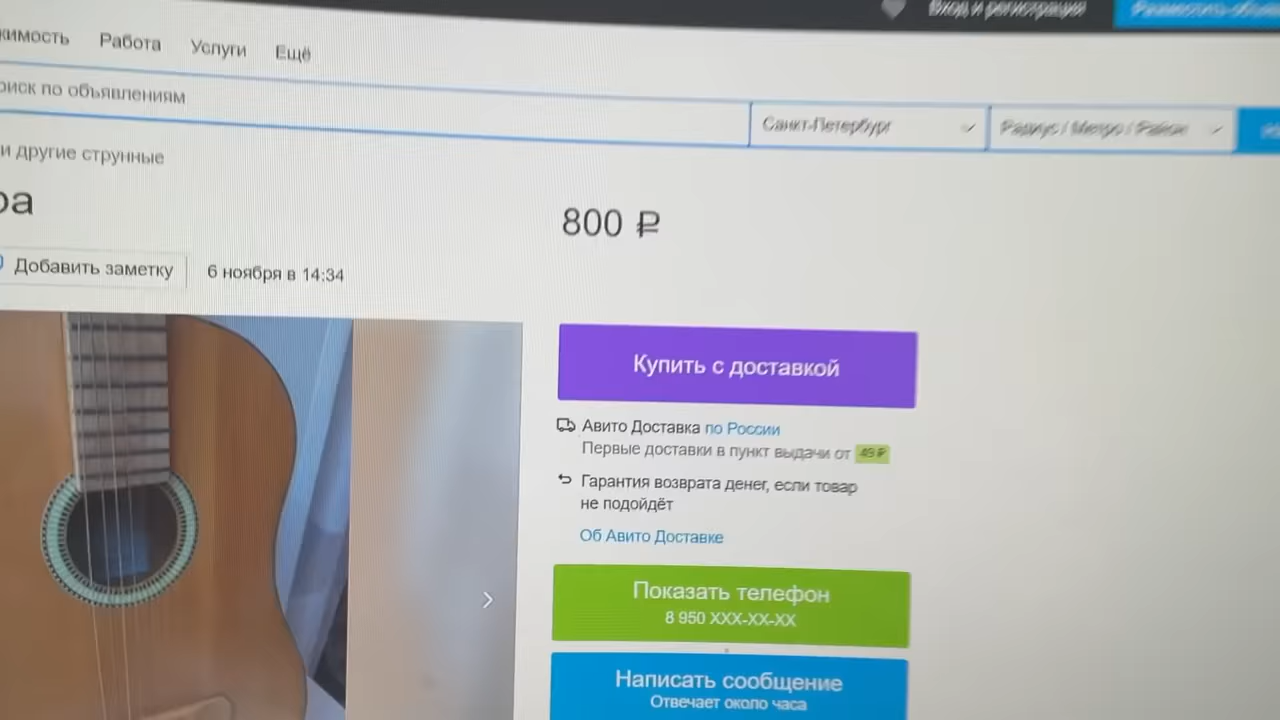 Вход и регистрация
Разместить объявл
жимость Работа Услуги Ещё
оиск по объявлениям
Санкт-Петербург
Радиус / Метро / Район
и другие струнные
ра
800 ₽
Добавить заметку
6 ноября в 14:34
Купить с доставкой
Авито Доставка по России
Первые доставки в пункт выдачи от 49 ₽
Гарантия возврата денег, если товар
не подойдёт
Об Авито Доставке
Показать телефон
8 950 XXX-XX-XX
Написать сообщение
Отвечает около часа